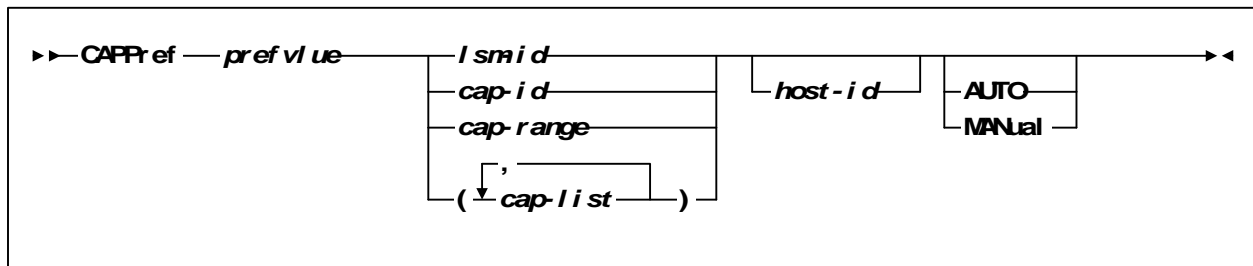 CAPPref prefvlue lsmid
cap-id host-id AUTO
cap-range MANual
,
( cap-list )